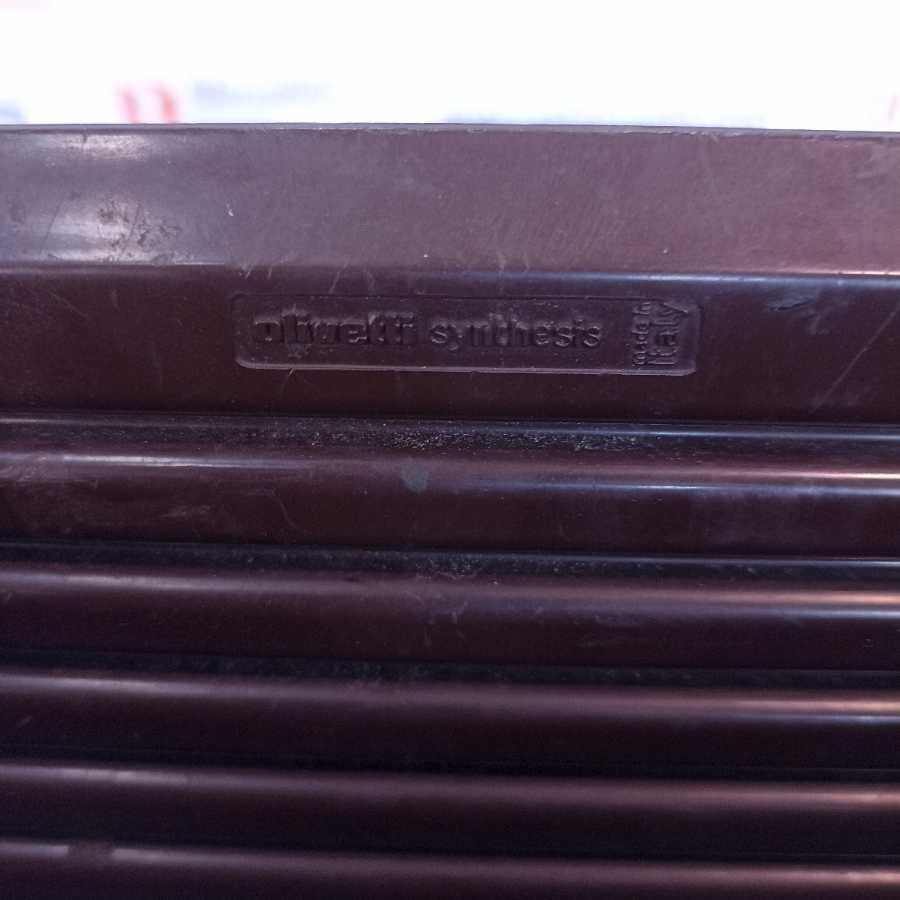 olivetti synthesis
made in
Italy